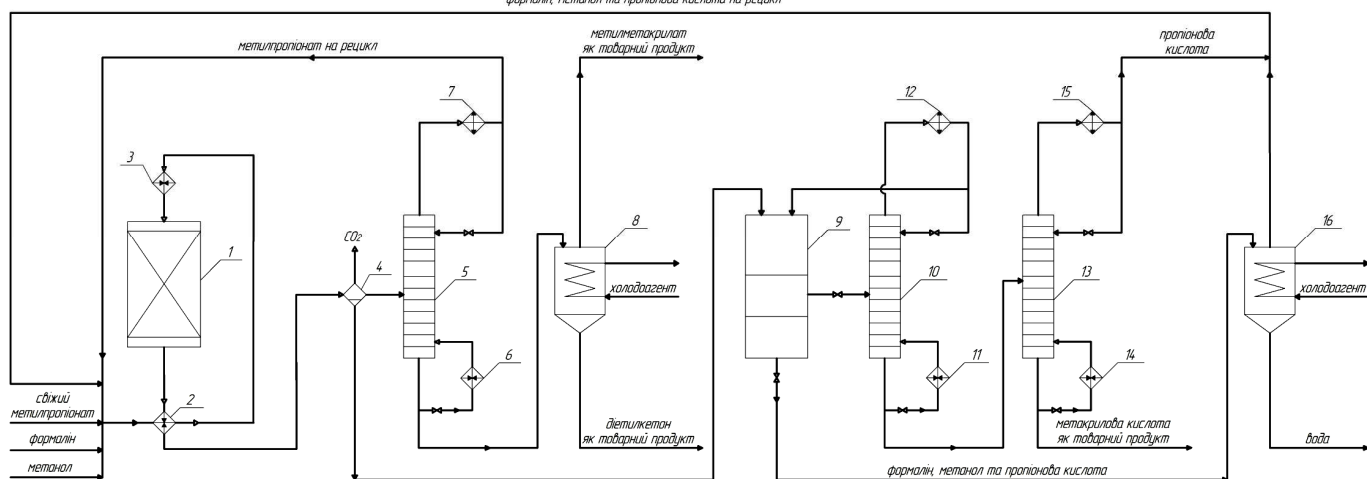 формалін, метанол та пропіонова кислота на рецикл
метилпропіонат на рецикл
метилметакрилат
як товарний продукт
пропіонова
кислота
7
12
15
3
CO2
8
9
16
1
4
5
10
13
холодоагент
холодоагент
6
11
14
2
свіжий
метилпропіонат
формалін
метанол
діетилкетон
як товарний продукт
метакрилова кислота
як товарний продукт
вода
формалін, метанол та пропіонова кислота